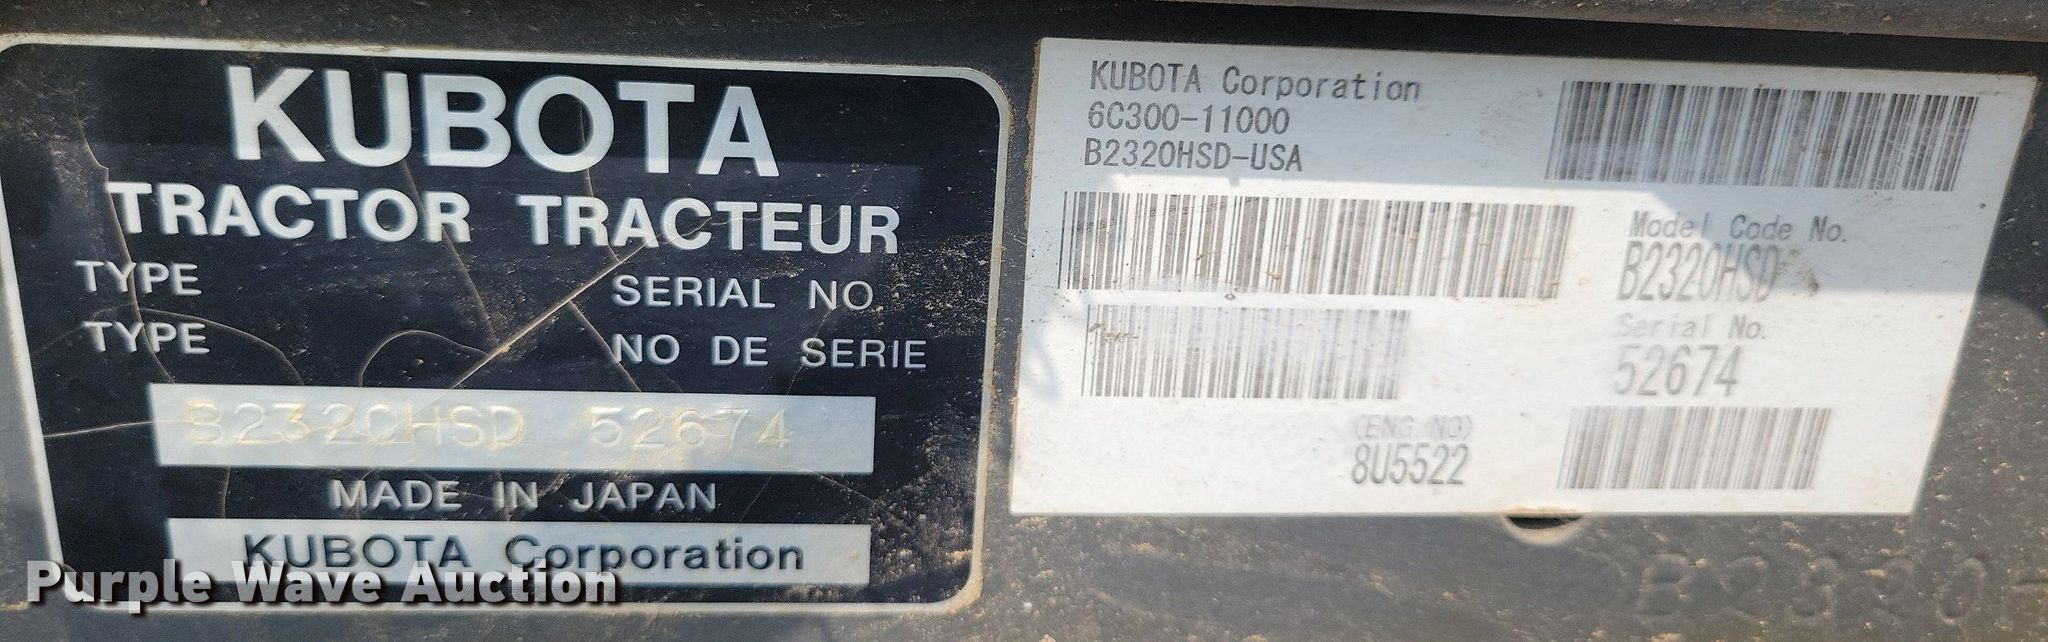 KUBOTA
TRACTOR TRACTEUR
TYPE SERIAL NO
TYPE NO DE SERIE
B2320HSD 52674
MADE IN JAPAN
KUBOTA Corporation
KUBOTA Corporation
6C300-11000
B2320HSD-USA
Model Code No.
B2320HSD
Serial No.
52674
(ENG NO)
8U5522
Purple Wave Auction